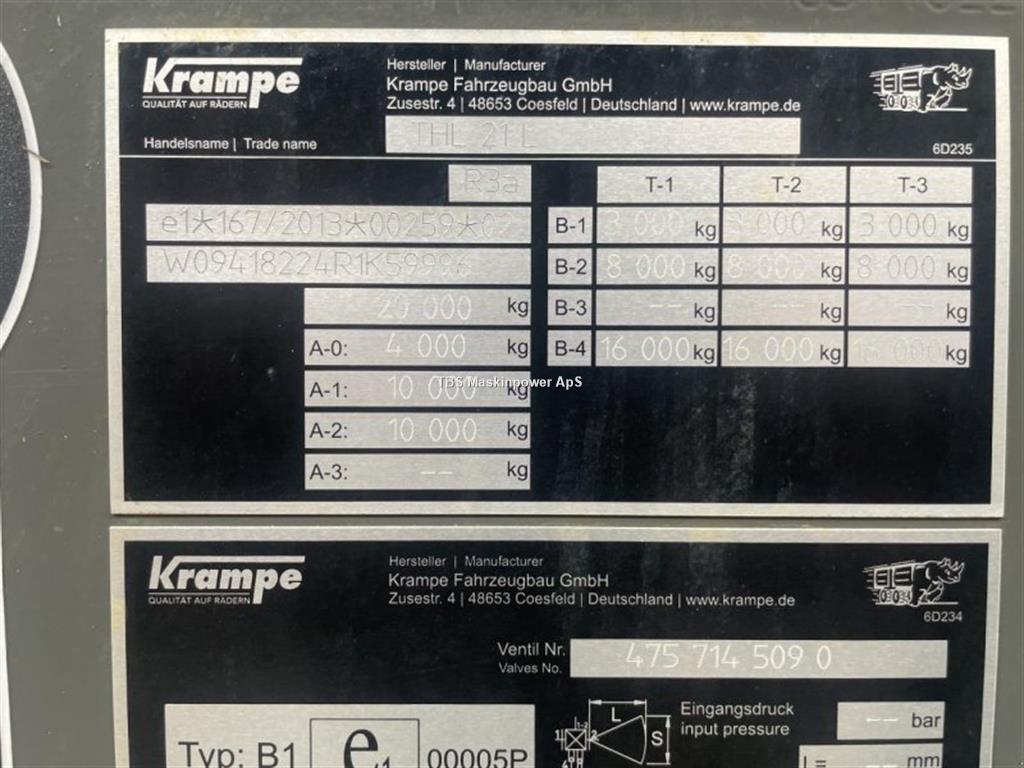 Krampe
QUALITÄT AUF RÄDERN
Hersteller | Manufacturer
Krampe Fahrzeugbau GmbH
Zusestr. 4 | 48653 Coesfeld | Deutschland | www.krampe.de
Handelsname | Trade name THL 21 L 6D235
R3a
e1*167/2013*00259*02
W09418224R1K59996
20 000 kg
A-0: 4 000 kg
A-1: 10 000 kg
A-2: 10 000 kg
A-3: -- kg
T-1 T-2 T-3
B-1 3 000 kg 3 000 kg 3 000 kg
B-2 8 000 kg 8 000 kg 8 000 kg
B-3 -- kg -- kg -- kg
B-4 16 000 kg 16 000 kg 16 000 kg
TBS Maskinpower ApS
Krampe
QUALITÄT AUF RÄDERN
Hersteller | Manufacturer
Krampe Fahrzeugbau GmbH
Zusestr. 4 | 48653 Coesfeld | Deutschland | www.krampe.de
6D234
Ventil Nr.
Valves No. 475 714 509 0
Typ: B1 e1 00005P
L
S
1 2
Eingangsdruck
input pressure -- bar
L= mm